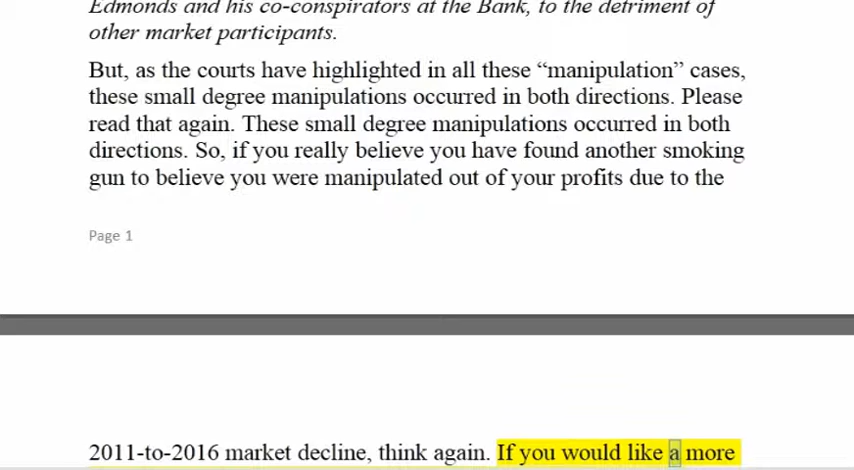 Edmonds and his co-conspirators at the Bank, to the detriment of
other market participants.
But, as the courts have highlighted in all these “manipulation” cases,
these small degree manipulations occurred in both directions. Please
read that again. These small degree manipulations occurred in both
directions. So, if you really believe you have found another smoking
gun to believe you were manipulated out of your profits due to the
Page 1
2011-to-2016 market decline, think again. If you would like a more